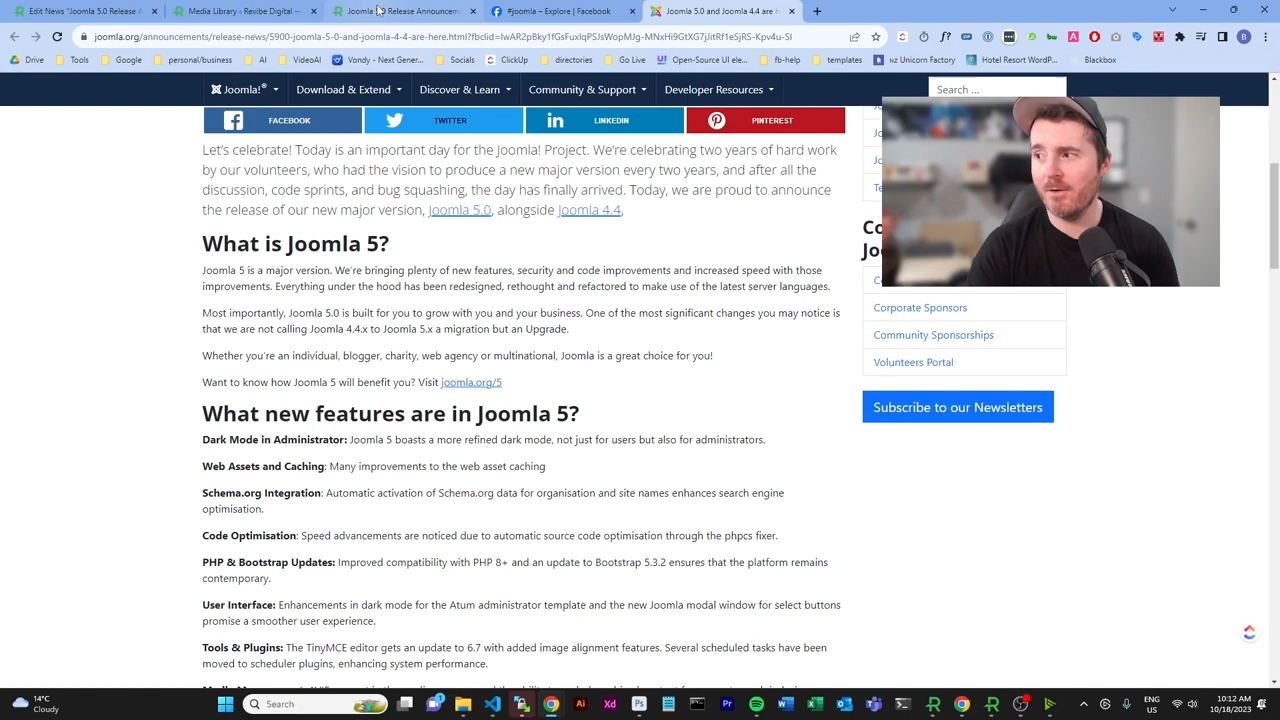 Edit News "Joomla 5.0 Release A
Media Library ‹ Revibe Digital —
Joomla
Release Announcem
#joomla – Explore | Facebook
Joomla 5.0 and Joomla 4.4 are h
joomla.org/announcements/release-news/5900-joomla-5-0-and-joomla-4-4-are-here.html?fbclid=
Drive
Tools
Google
personal/business
AI
VideoAI
Vondy - Next Gener...
Socials
ClickUp
directories
Go Live
Open-Source UI ele...
fb-help
templates
nz Unicorn Factory
Hotel Resort WordP...
Blackbox
Joomla!®
Download & Extend
Discover & Learn
Community & Support
Developer Resources
Search ...
FACEBOOK
TWITTER
LINKEDIN
PINTEREST
Let's celebrate! Today is an important day for the Joomla! Project. We're celebrating two years of hard work
by our volunteers, who had the vision to produce a new major version every two years, and after all the
discussion, code sprints, and bug squashing, the day has finally arrived. Today, we are proud to announce
the release of our new major version, Joomla 5.0, alongside Joomla 4.4,
What is Joomla 5?
Joomla 5 is a major version. We're bringing plenty of new features, security and code improvements and increased speed with those
improvements. Everything under the hood has been redesigned, rethought and refactored to make use of the latest server languages.
Most importantly, Joomla 5.0 is built for you to grow with you and your business. One of the most significant changes you may notice is
that we are not calling Joomla 4.4.x to Joomla 5.x a migration but an Upgrade.
Whether you're an individual, blogger, charity, web agency or multinational, Joomla is a great choice for you!
Want to know how Joomla 5 will benefit you? Visit joomla.org/5
What new features are in Joomla 5?
Dark Mode in Administrator: Joomla 5 boasts a more refined dark mode, not just for users but also for administrators.
Web Assets and Caching: Many improvements to the web asset caching
Schema.org Integration: Automatic activation of Schema.org data for organisation and site names enhances search engine
optimisation.
Code Optimisation: Speed advancements are noticed due to automatic source code optimisation through the phpcs fixer.
PHP & Bootstrap Updates: Improved compatibility with PHP 8+ and an update to Bootstrap 5.3.2 ensures that the platform remains
contemporary.
User Interface: Enhancements in dark mode for the Atum administrator template and the new Joomla modal window for select buttons
promise a smoother user experience.
Tools & Plugins: The TinyMCE editor gets an update to 6.7 with added image alignment features. Several scheduled tasks have been
moved to scheduler plugins, enhancing system performance.
Corporate Sponsors
Community Sponsorships
Volunteers Portal
Subscribe to our Newsletters
14°C
Cloudy
Search
ENG
US
10:12 AM
10/18/2023